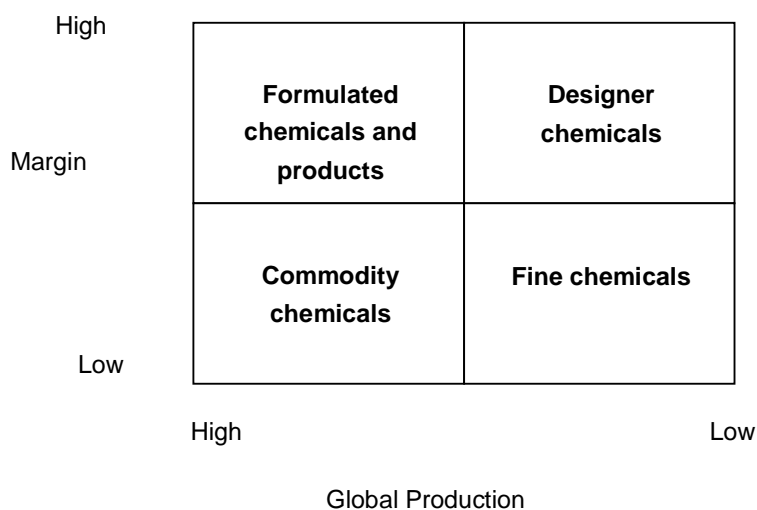 High
Formulated
chemicals and
products
Designer
chemicals
Margin
Commodity
chemicals
Fine chemicals
Low
High
Low
Global Production